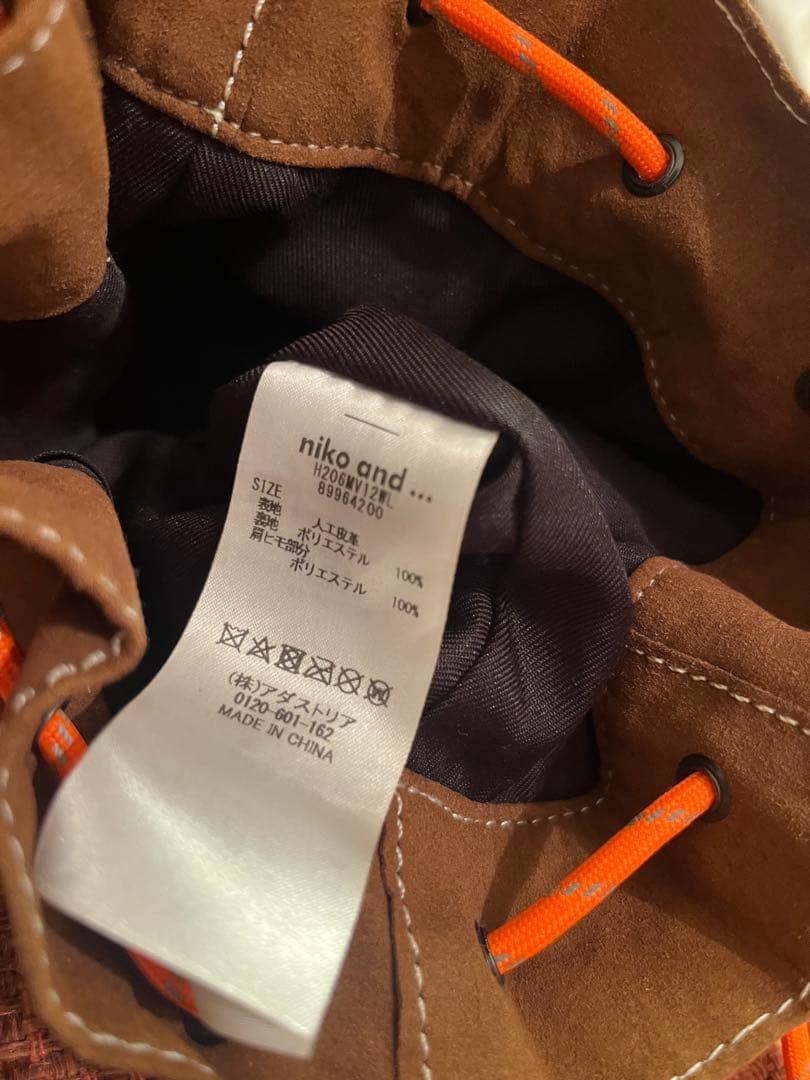 niko and ...
H206MV12WL
89964200
SIZE
表地 人工皮革
裏地 ポリエステル 100%
肩ヒモ部分
ポリエステル 100%
(株)アダストリア
0120-601-162
MADE IN CHINA